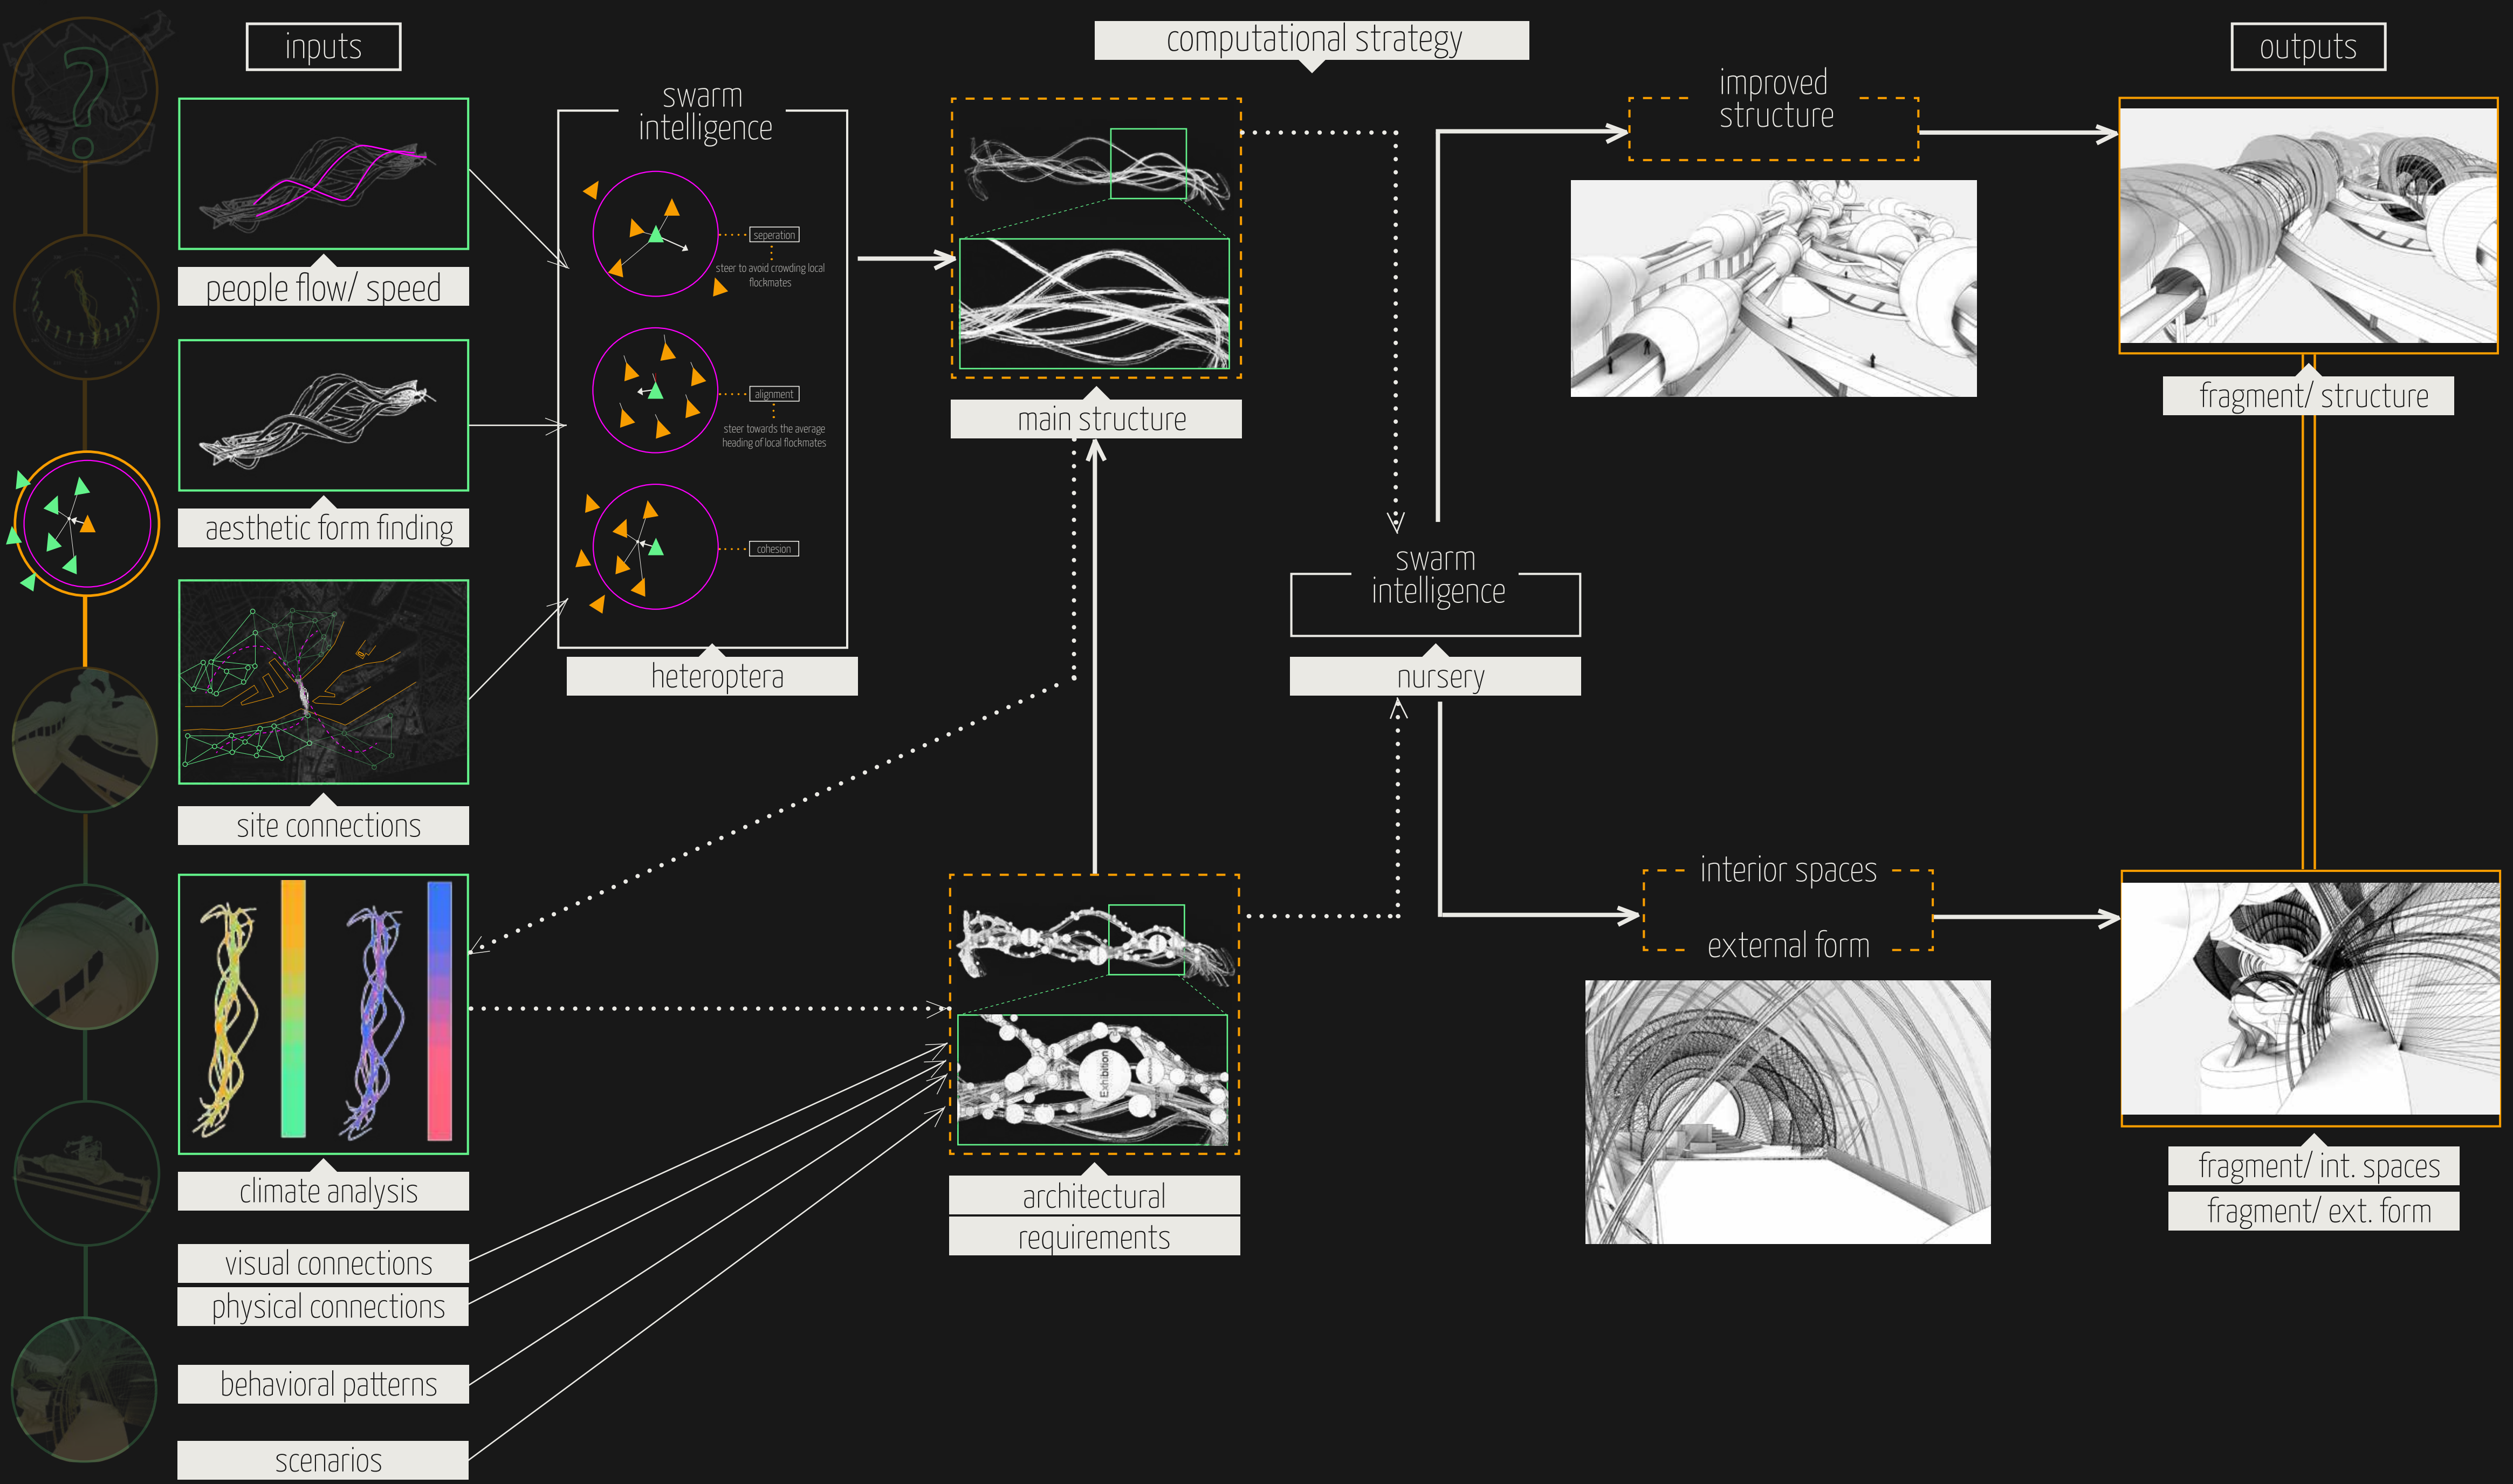 inputs
computational strategy
outputs
people flow/ speed
aesthetic form finding
site connections
climate analysis
visual connections
physical connections
behavioral patterns
scenarios
swarm
intelligence
seperation
steer to avoid crowding local
flockmates
alignment
steer towards the average
heading of local flockmates
cohesion
heteroptera
main structure
Exhibition
architectural
requirements
swarm
intelligence
nursery
improved
structure
interior spaces
external form
fragment/ structure
fragment/ int. spaces
fragment/ ext. form